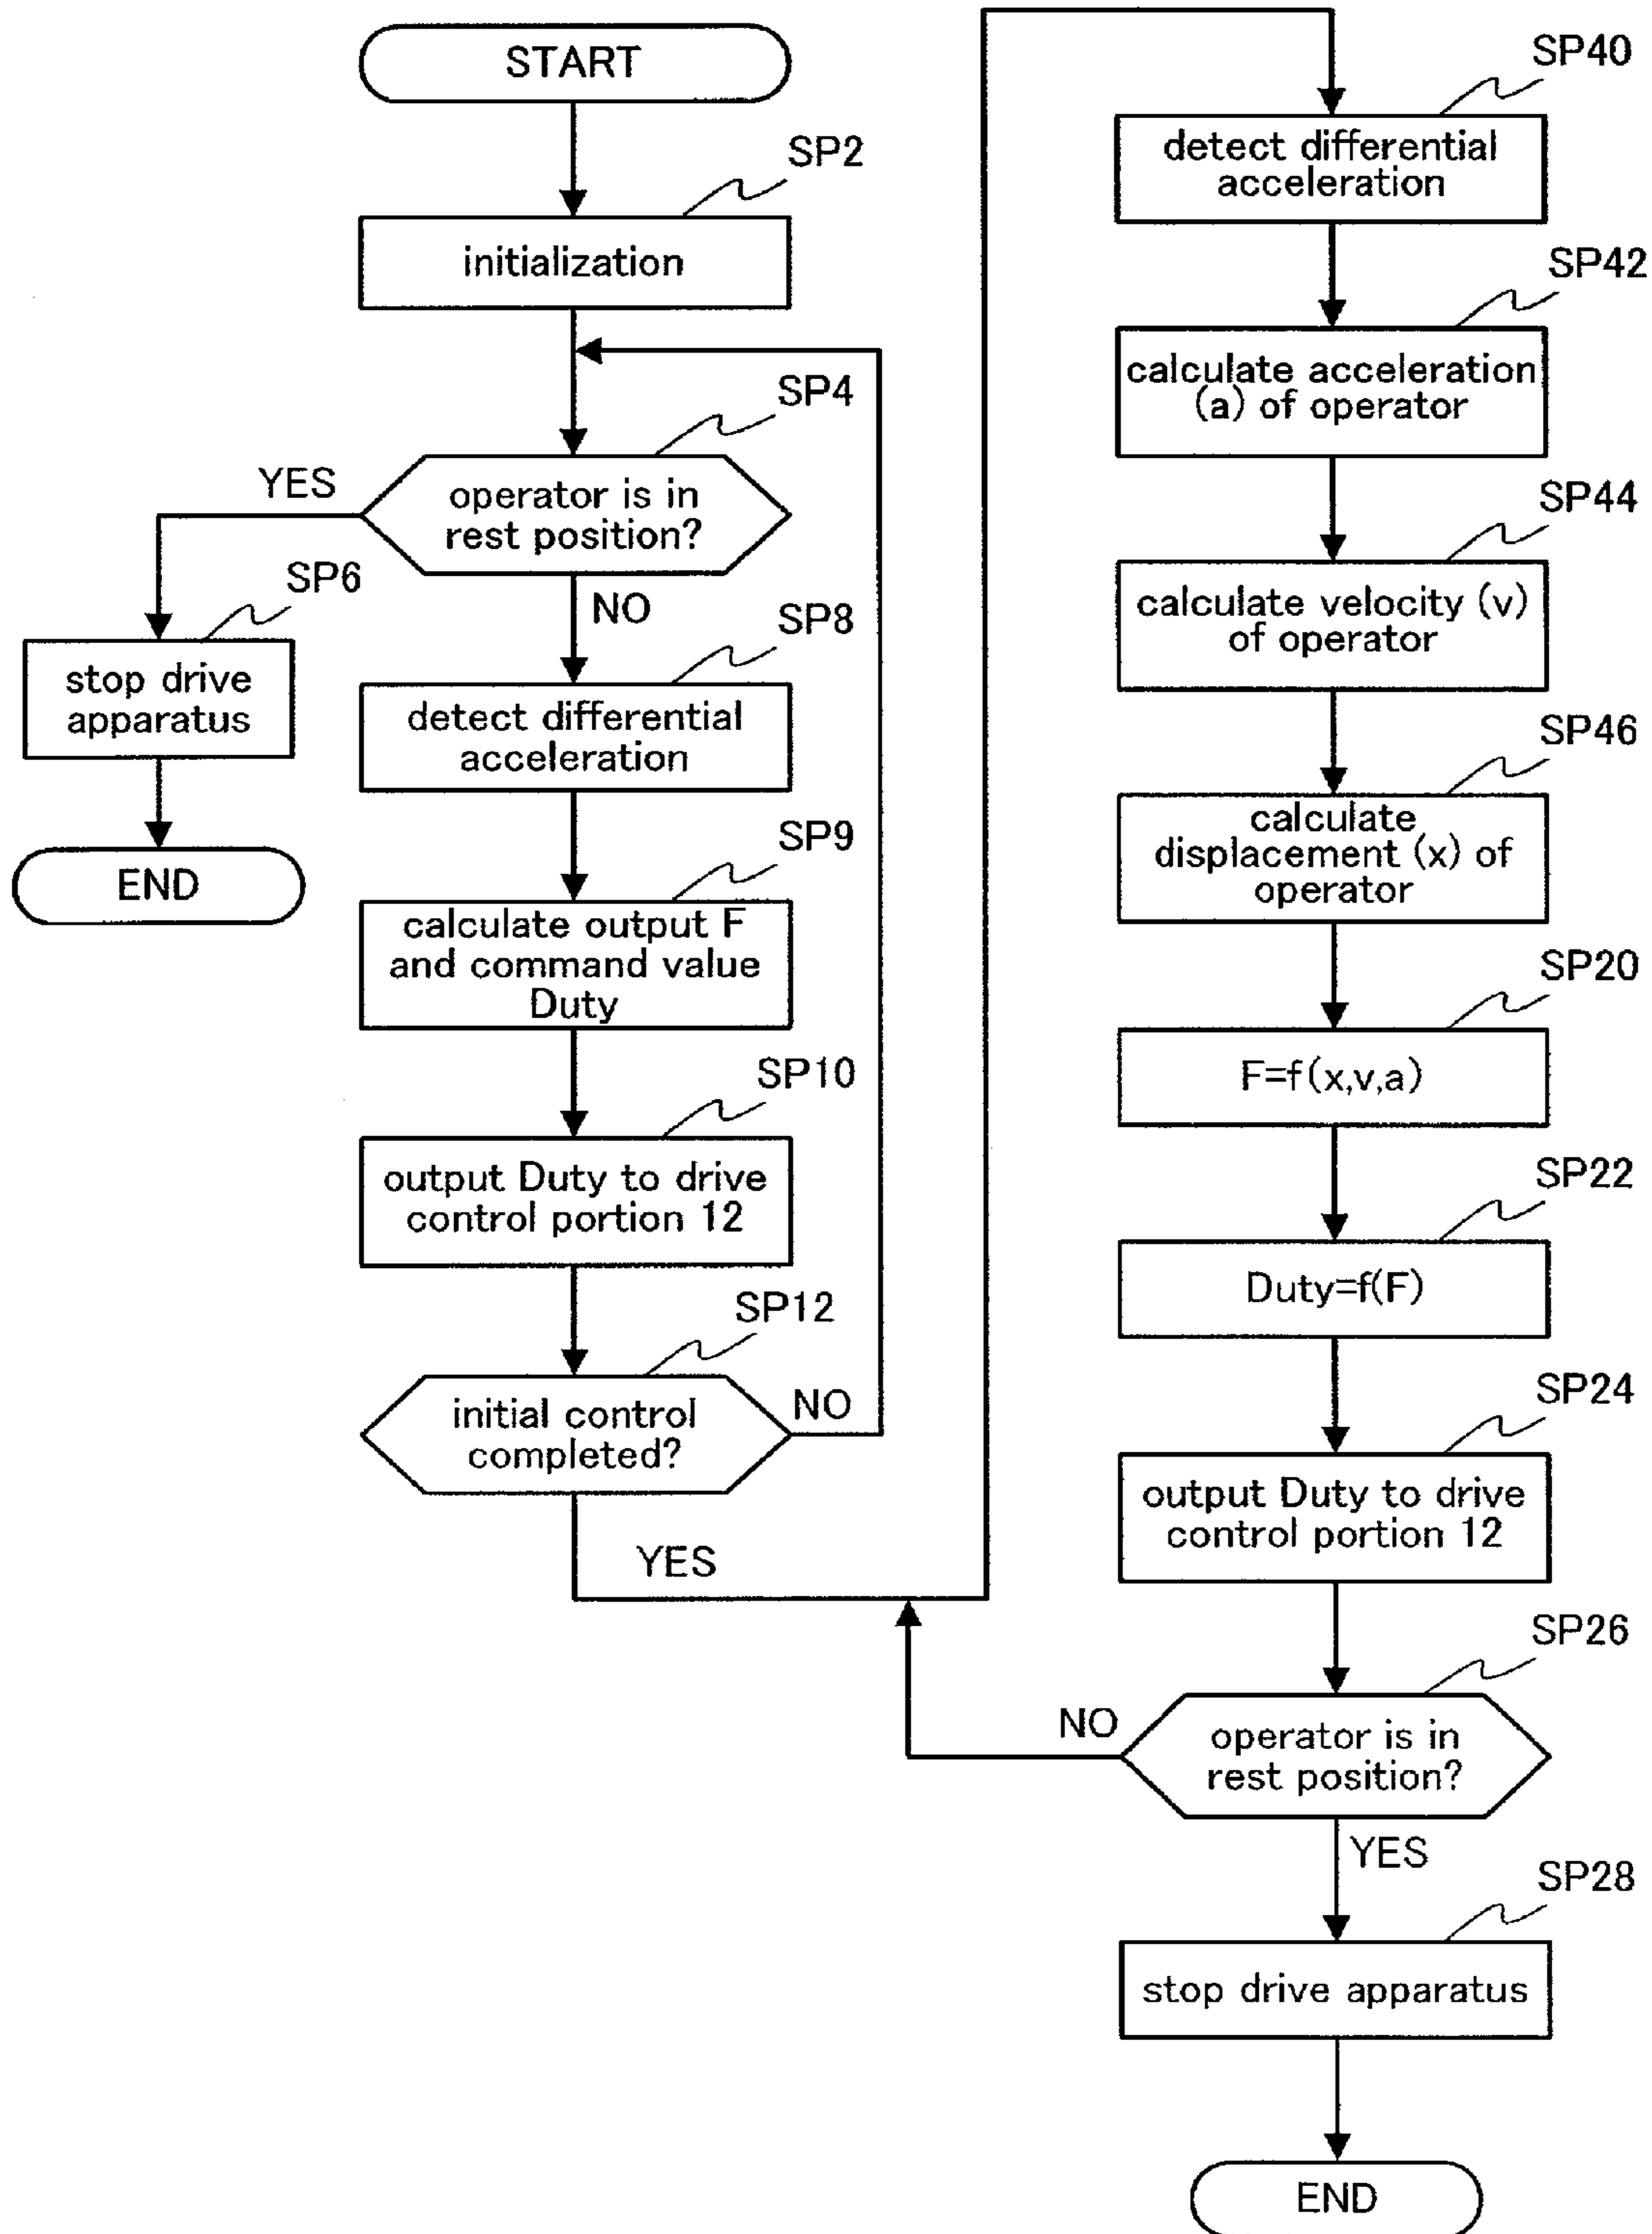 START
SP2
initialization
SP4
operator is in
rest position?
YES
NO
SP6
stop drive
apparatus
END
SP8
detect differential
acceleration
SP9
calculate output F
and command value
Duty
SP10
output Duty to drive
control portion 12
SP12
initial control
completed?
NO
YES
SP40
detect differential
acceleration
SP42
calculate acceleration
(a) of operator
SP44
calculate velocity (v)
of operator
SP46
calculate
displacement (x) of
operator
SP20
F=f(x,v,a)
SP22
Duty=f(F)
SP24
output Duty to drive
control portion 12
SP26
operator is in
rest position?
NO
YES
SP28
stop drive apparatus
END